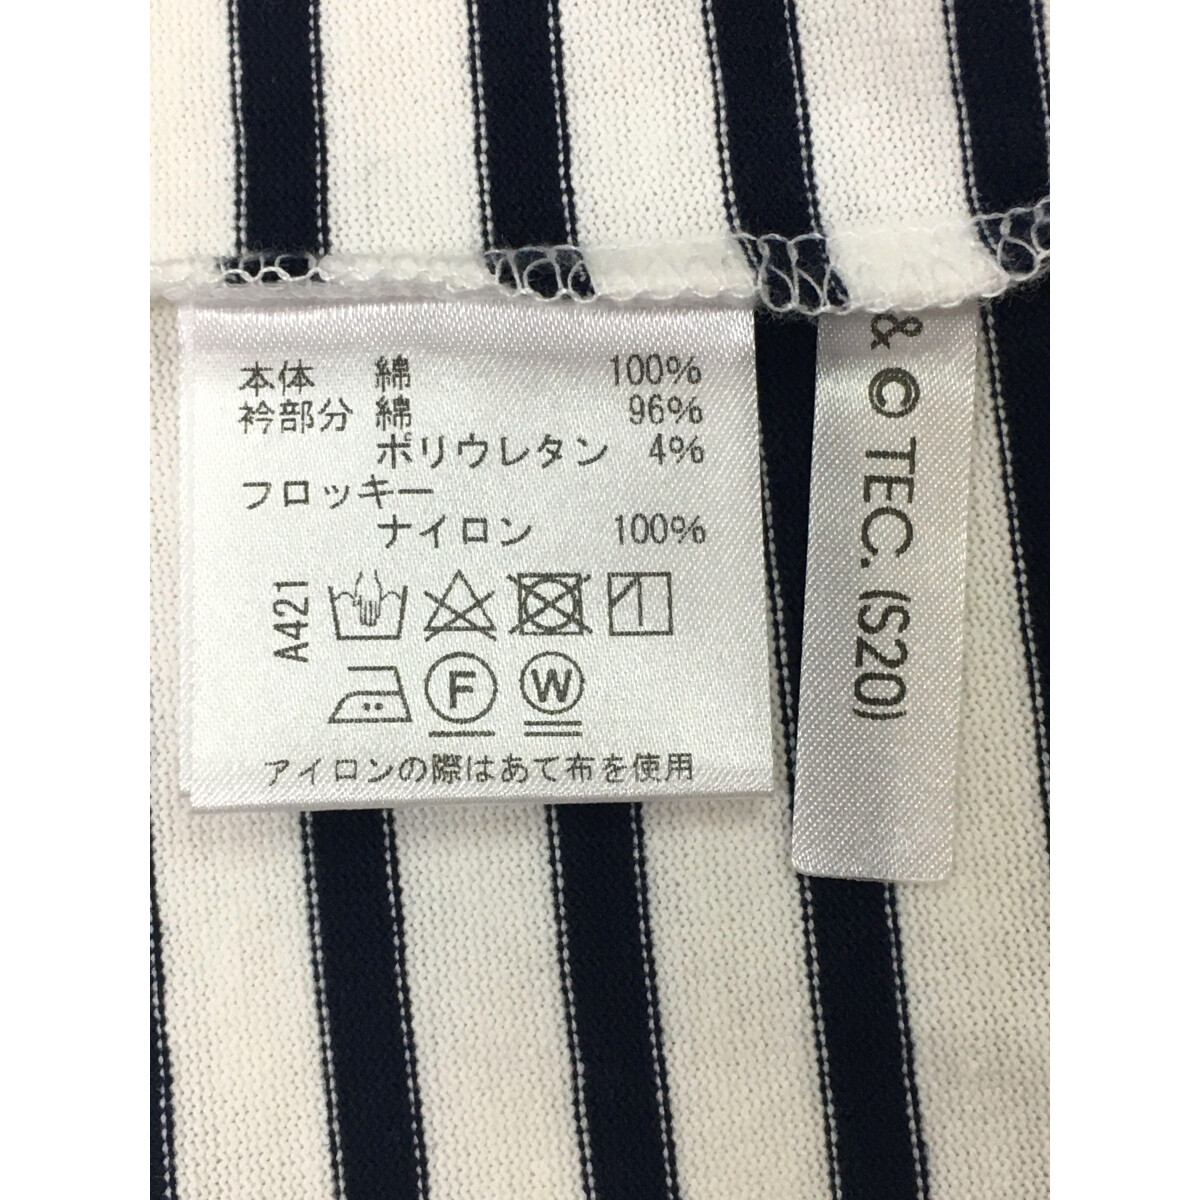 本体 綿 100%
衿部分 綿 96%
ポリウレタン 4%
フロッキー
ナイロン 100%
A421
F W
アイロンの際はあて布を使用
& © TEC. (S20)